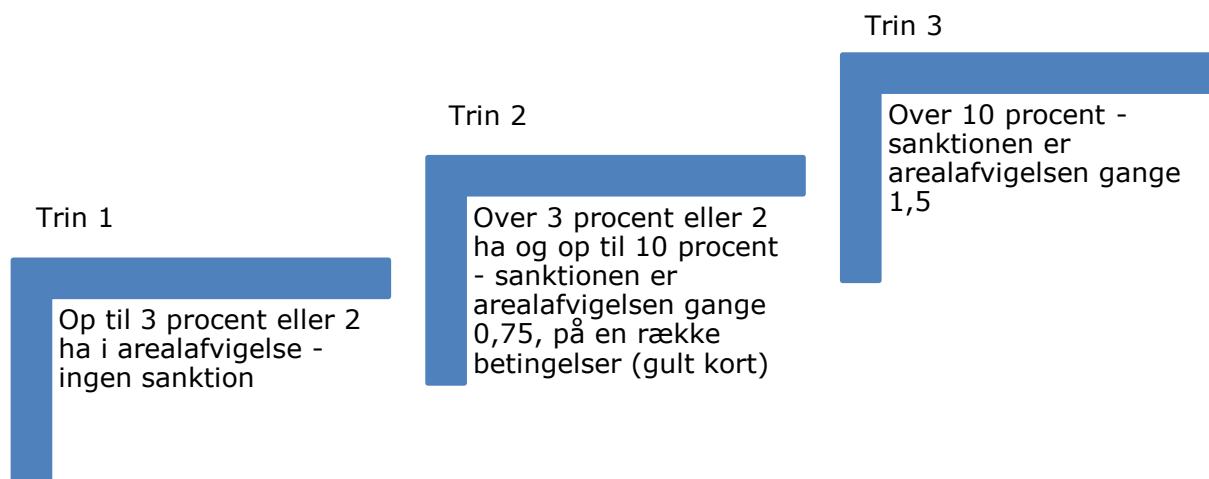 Trin 1
Op til 3 procent eller 2
ha i arealafvigelse -
ingen sanktion
Trin 2
Over 3 procent eller 2
ha og op til 10 procent
- sanktionen er
arealafvigelsen gange
0,75, på en række
betingelser (gult kort)
Trin 3
Over 10 procent -
sanktionen er
arealafvigelsen gange
1,5